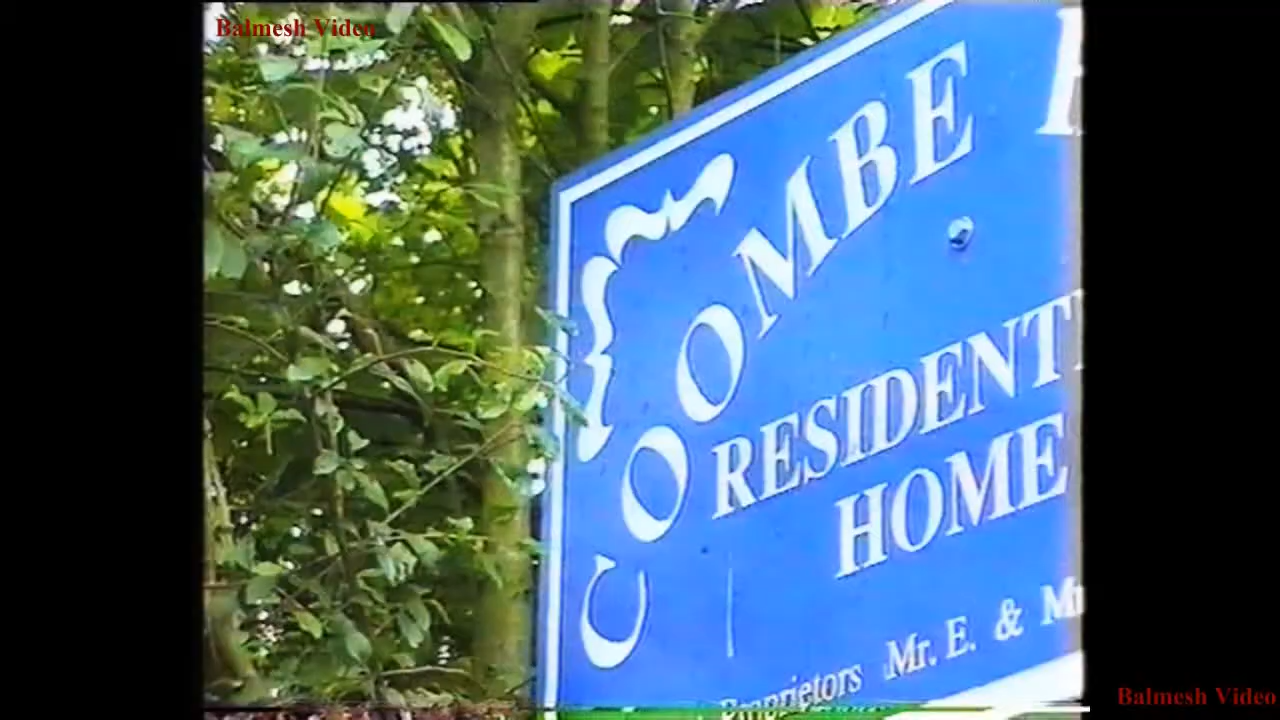 Balmesh Video
COOMBE
RESIDENT
HOME
Proprietors Mr. E. & M
Balmesh Video